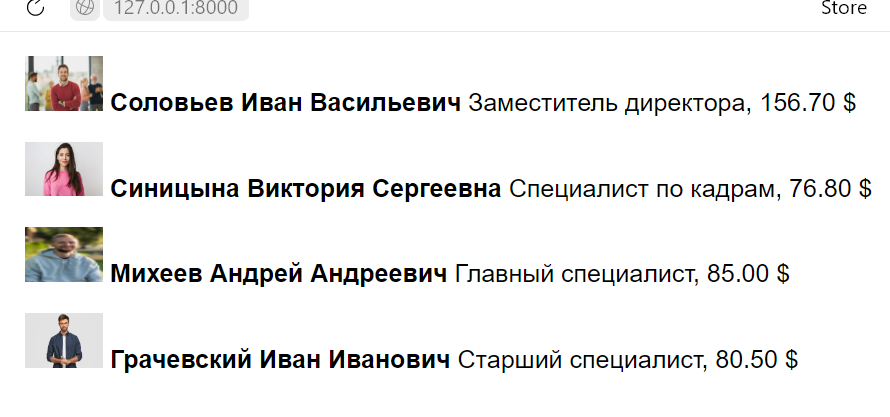 127.0.0.1:8000 Store
Соловьев Иван Васильевич Заместитель директора, 156.70 $
Синицына Виктория Сергеевна Специалист по кадрам, 76.80 $
Михеев Андрей Андреевич Главный специалист, 85.00 $
Грачевский Иван Иванович Старший специалист, 80.50 $